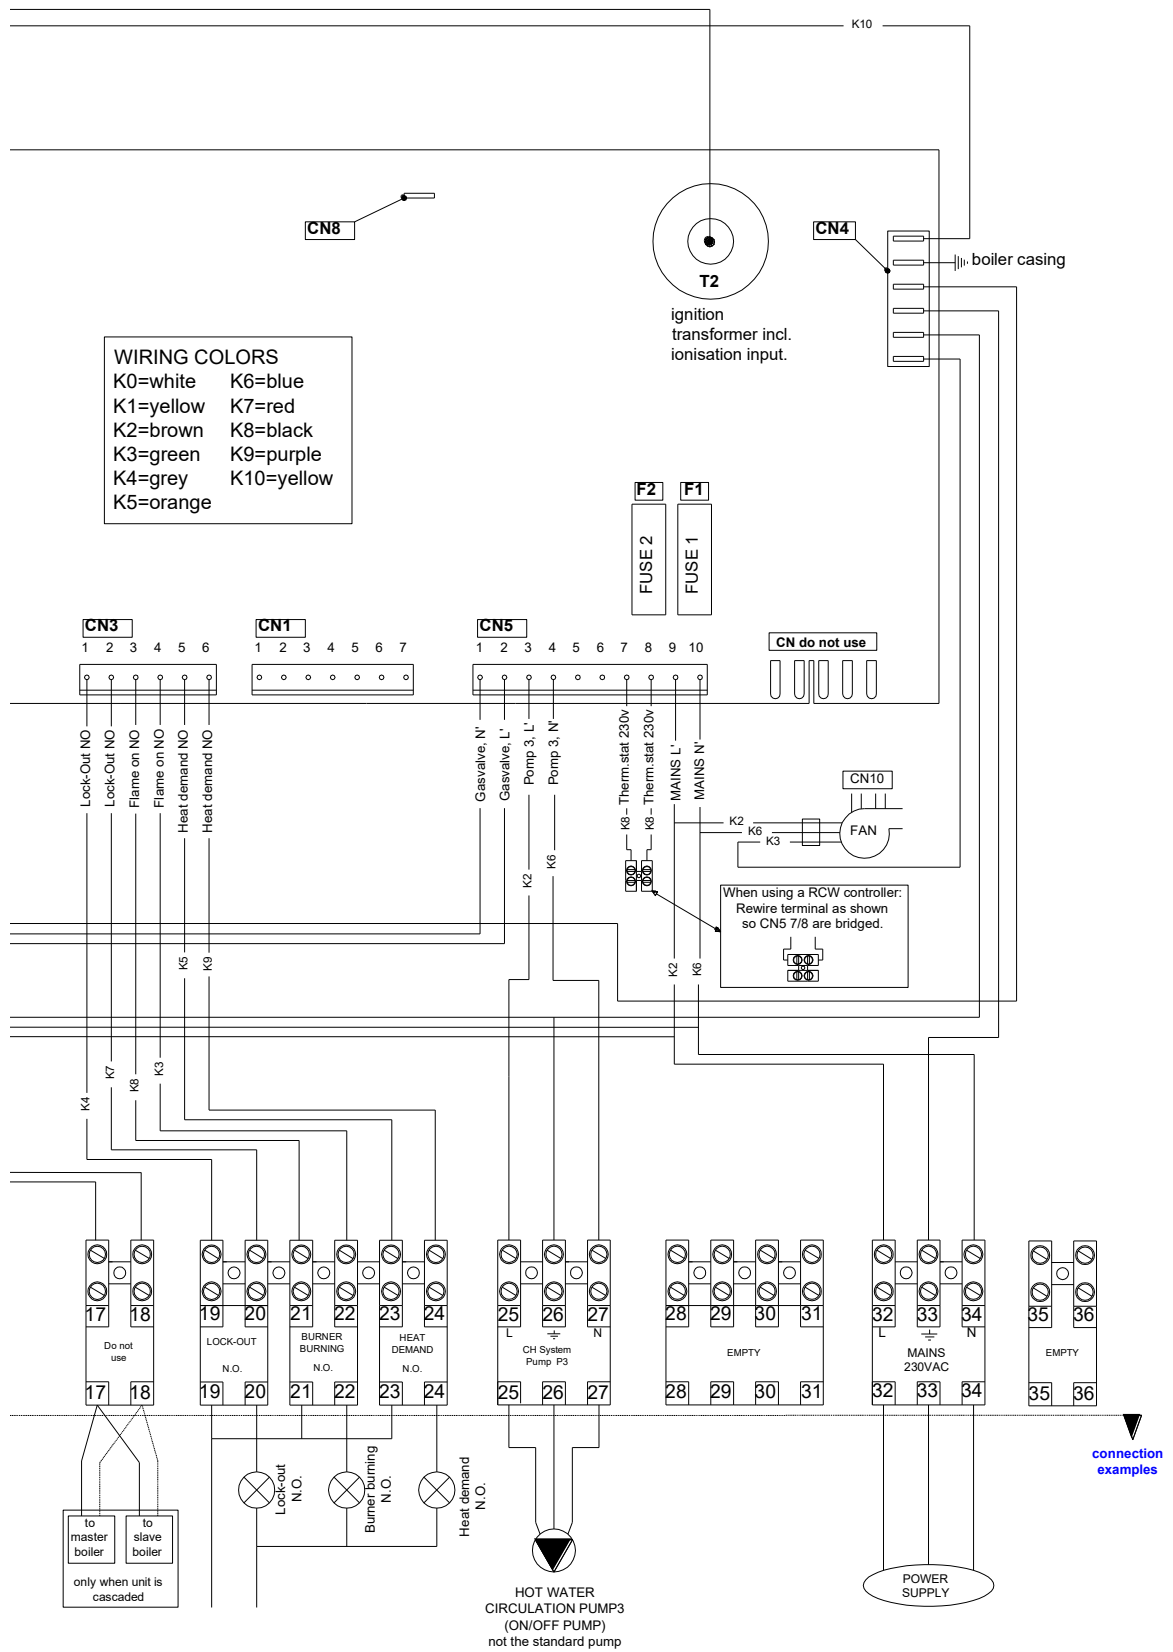 K10
CN8
CN4
boiler casing
T2
ignition
transformer incl.
ionisation input.
WIRING COLORS
K0=white K6=blue
K1=yellow K7=red
K2=brown K8=black
K3=green K9=purple
K4=grey K10=yellow
K5=orange
F2 F1
FUSE 2
FUSE 1
CN3
1 2 3 4 5 6
CN1
1 2 3 4 5 6 7
CN5
1 2 3 4 5 6 7 8 9 10
CN do not use
Lock-Out NO
Lock-Out NO
Flame on NO
Flame on NO
Heat demand NO
Heat demand NO
Gasvalve, N'
Gasvalve, L'
Pomp 3, L'
Pomp 3, N'
K8 – Therm.stat 230v
K8 – Therm.stat 230v
MAINS L'
MAINS N'
CN10
FAN
K2
K6
K3
K2
K6
When using a RCW controller:
Rewire terminal as shown
so CN5 7/8 are bridged.
K5
K9
K2
K6
K4
K7
K8
K3
17 18
Do not
use
17 18
19 20 21 22 23 24
LOCK-OUT
N.O.
BURNER
BURNING
N.O.
HEAT
DEMAND
N.O.
19 20 21 22 23 24
25 26 27
L N
CH System
Pump P3
25 26 27
28 29 30 31
EMPTY
28 29 30 31
32 33 34
L N
MAINS
230VAC
32 33 34
35 36
EMPTY
35 36
connection
examples
Lock-out
N.O.
Burner burning
N.O.
Heat demand
N.O.
to
master
boiler
to
slave
boiler
only when unit is
cascaded
HOT WATER
CIRCULATION PUMP3
(ON/OFF PUMP)
not the standard pump
POWER
SUPPLY